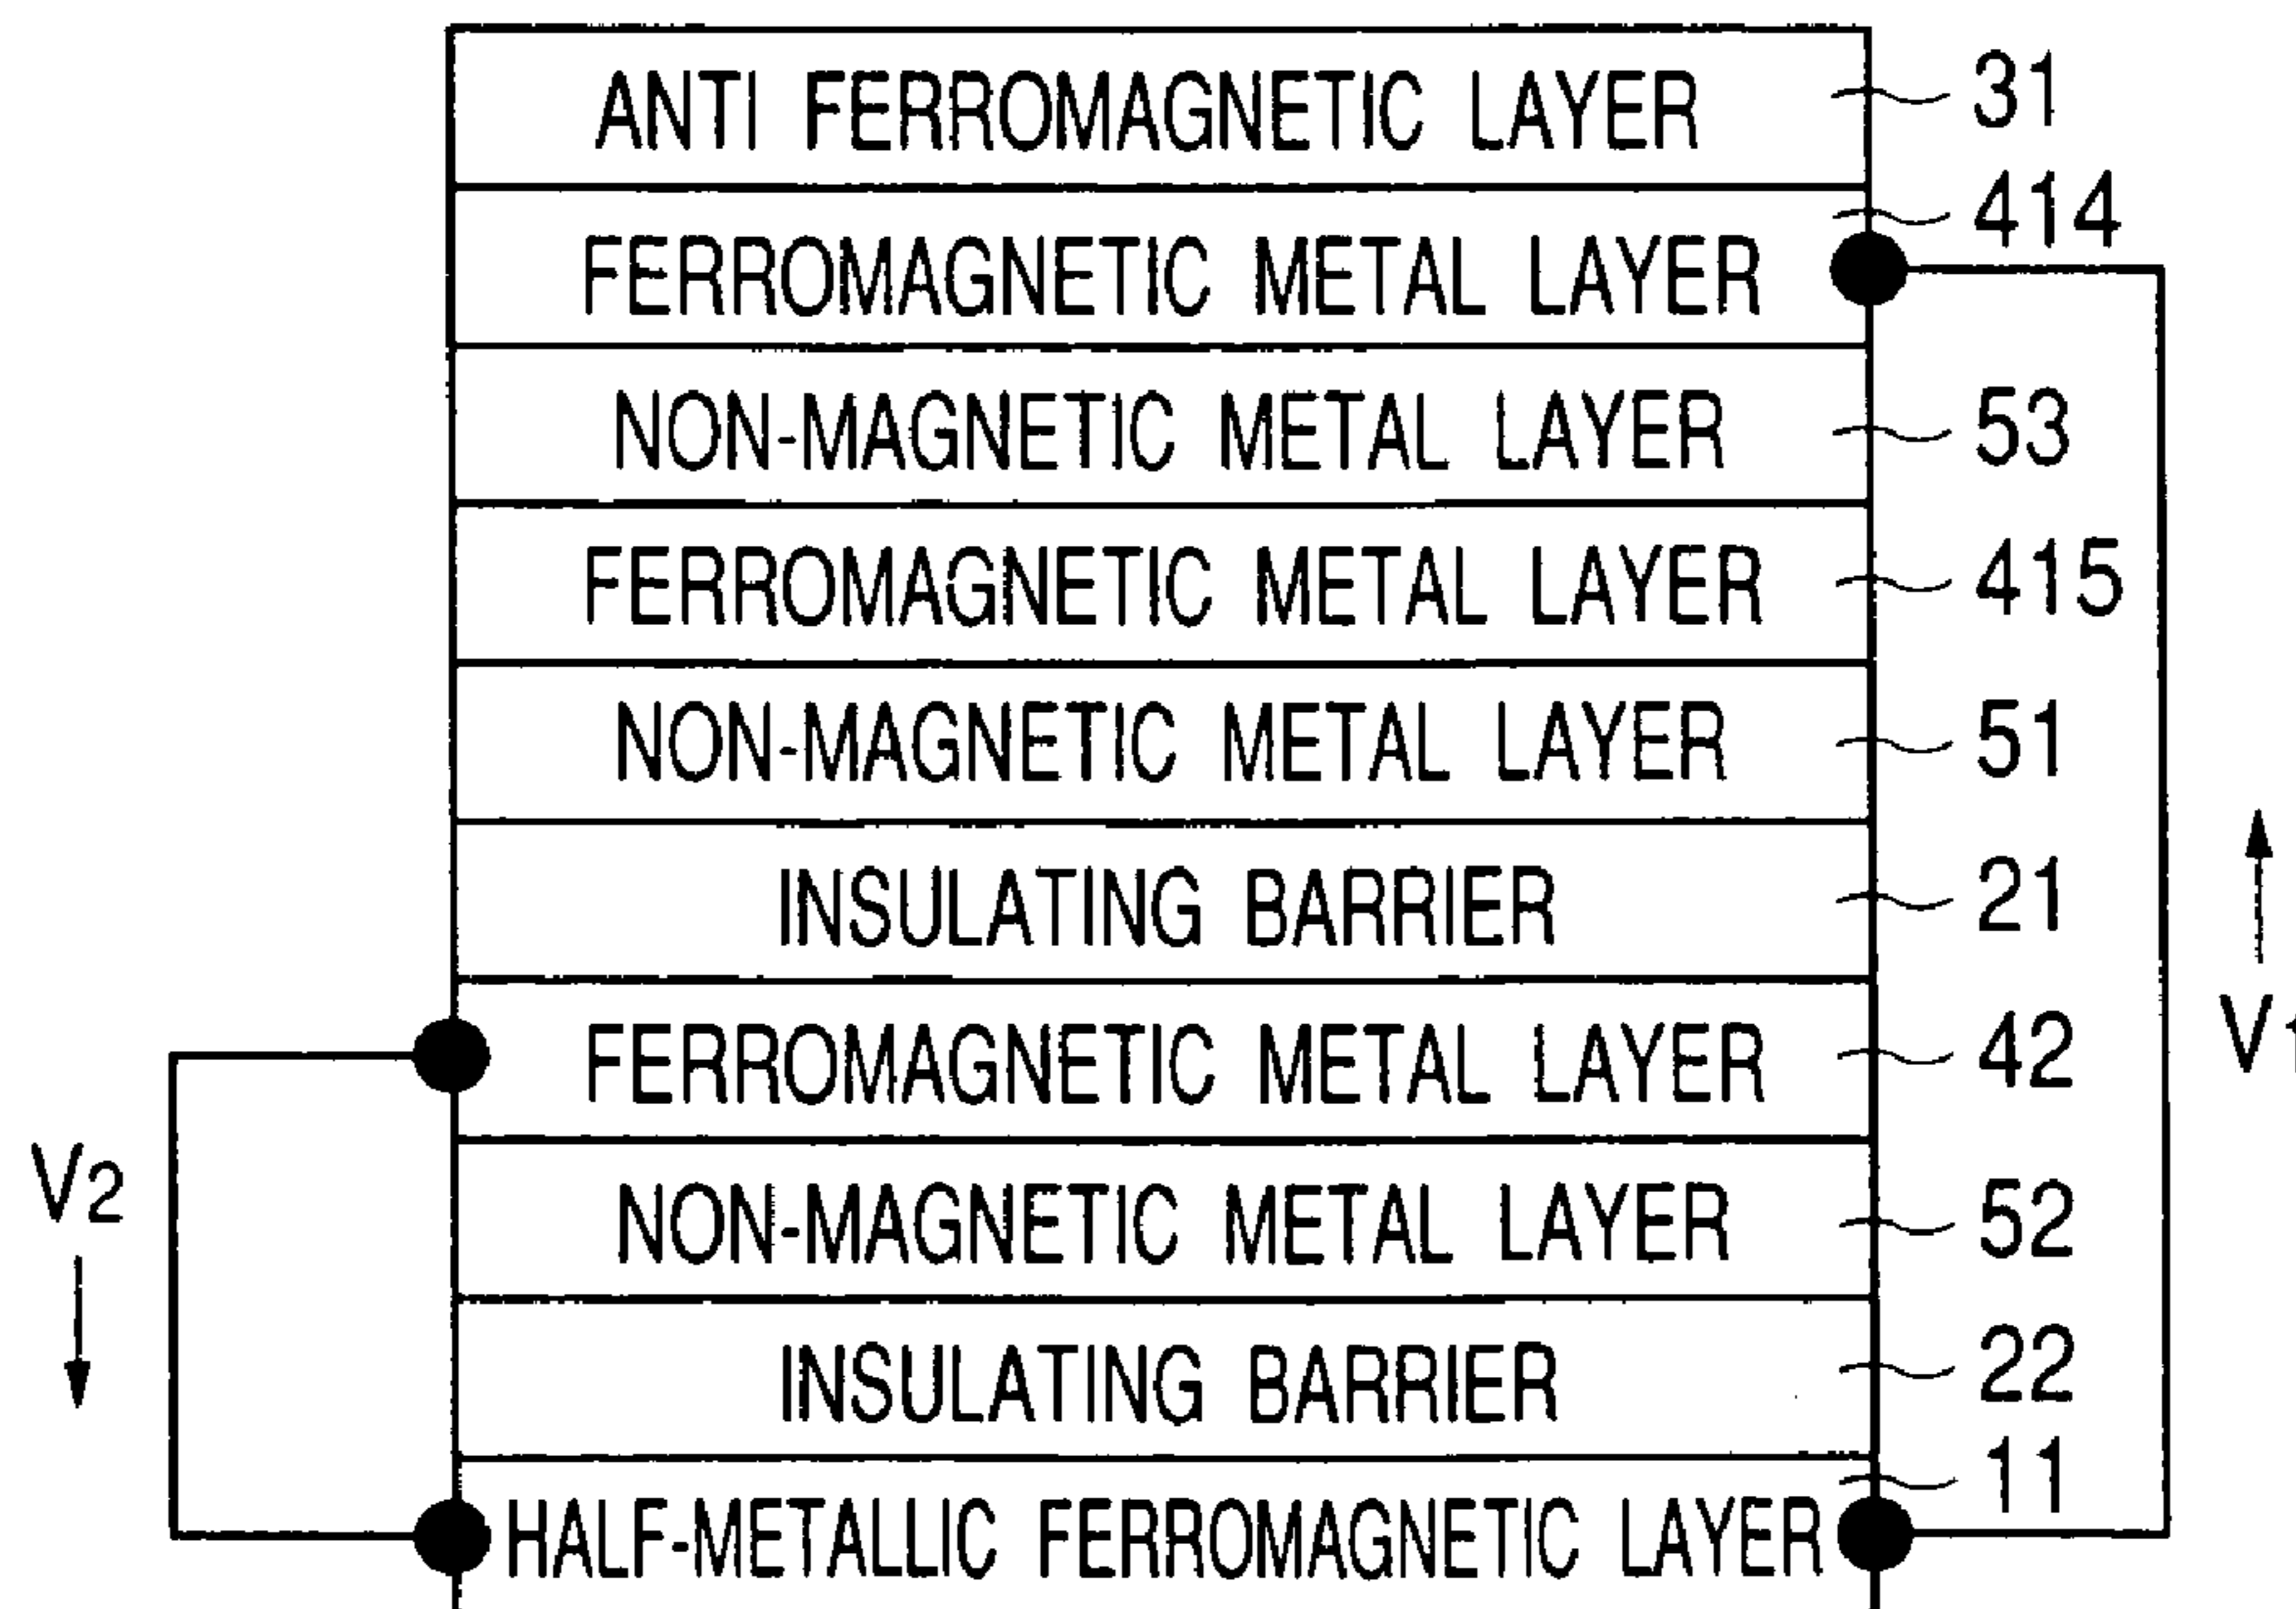 ANTI FERROMAGNETIC LAYER 31
414
FERROMAGNETIC METAL LAYER
NON-MAGNETIC METAL LAYER 53
FERROMAGNETIC METAL LAYER 415
NON-MAGNETIC METAL LAYER 51
INSULATING BARRIER 21
V1
FERROMAGNETIC METAL LAYER 42
V2
NON-MAGNETIC METAL LAYER 52
INSULATING BARRIER 22
11
HALF-METALLIC FERROMAGNETIC LAYER